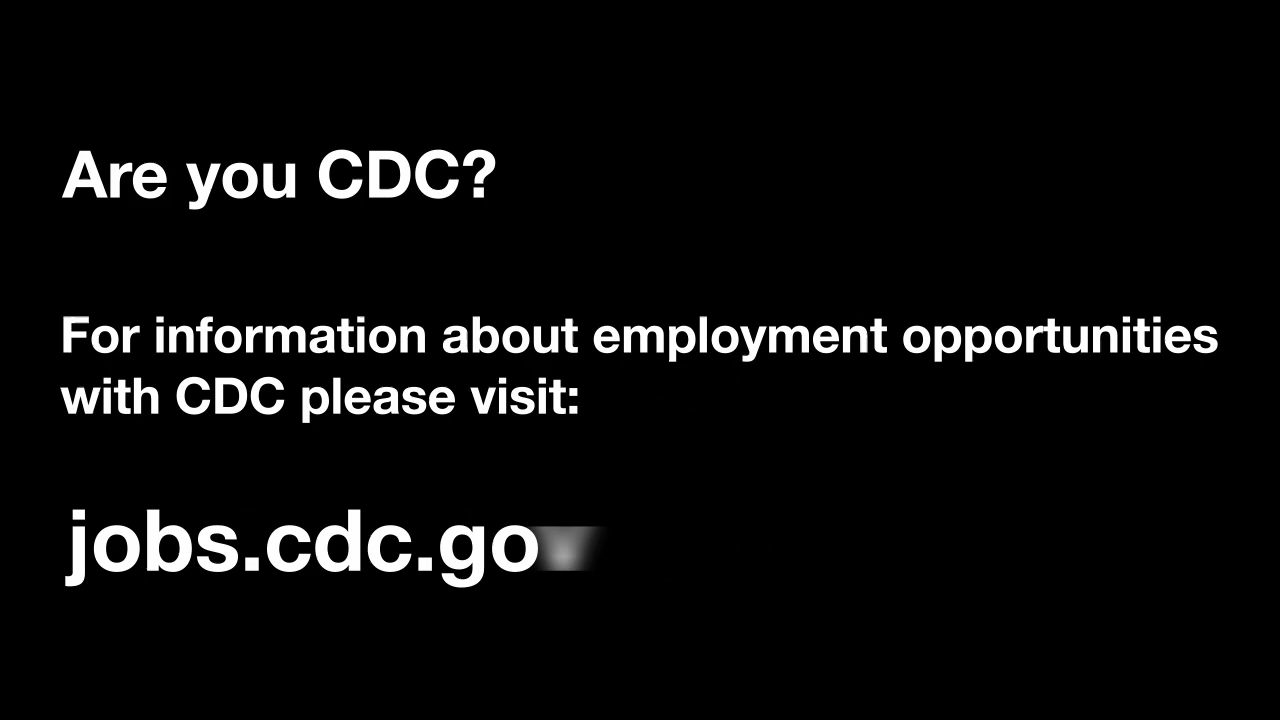 Are you CDC?
For information about employment opportunities
with CDC please visit:
jobs.cdc.go